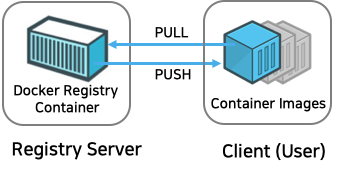 PULL
PUSH
Docker Registry
Container
Container Images
Registry Server
Client (User)